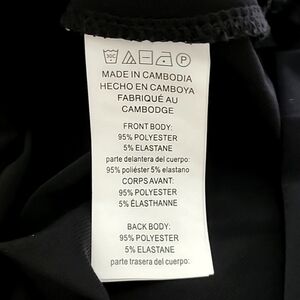 MADE IN CAMBODIA
HECHO EN CAMBOYA
FABRIQUÉ AU
CAMBODGE
FRONT BODY:
95% POLYESTER
5% ELASTANE
parte delantera del cuerpo:
95% poliéster 5% elastano
CORPS AVANT:
95% POLYESTER
5% ÉLASTHANNE
BACK BODY:
95% POLYESTER
5% ELASTANE
parte trasera del cuerpo: